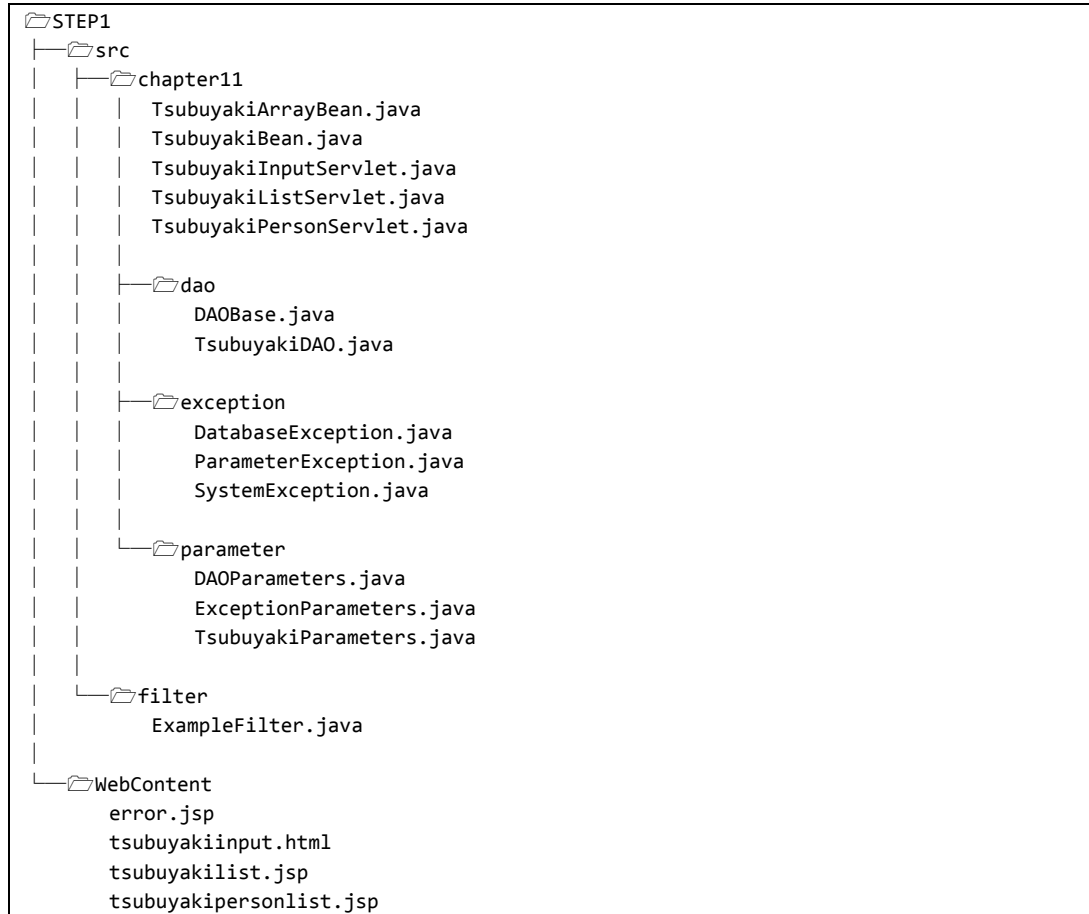 STEP1
src
chapter11
TsubuyakiArrayBean.java
TsubuyakiBean.java
TsubuyakiInputServlet.java
TsubuyakiListServlet.java
TsubuyakiPersonServlet.java
dao
DAOBase.java
TsubuyakiDAO.java
exception
DatabaseException.java
ParameterException.java
SystemException.java
parameter
DAOParameters.java
ExceptionParameters.java
TsubuyakiParameters.java
filter
ExampleFilter.java
WebContent
error.jsp
tsubuyakiinput.html
tsubuyakilist.jsp
tsubuyakipersonlist.jsp